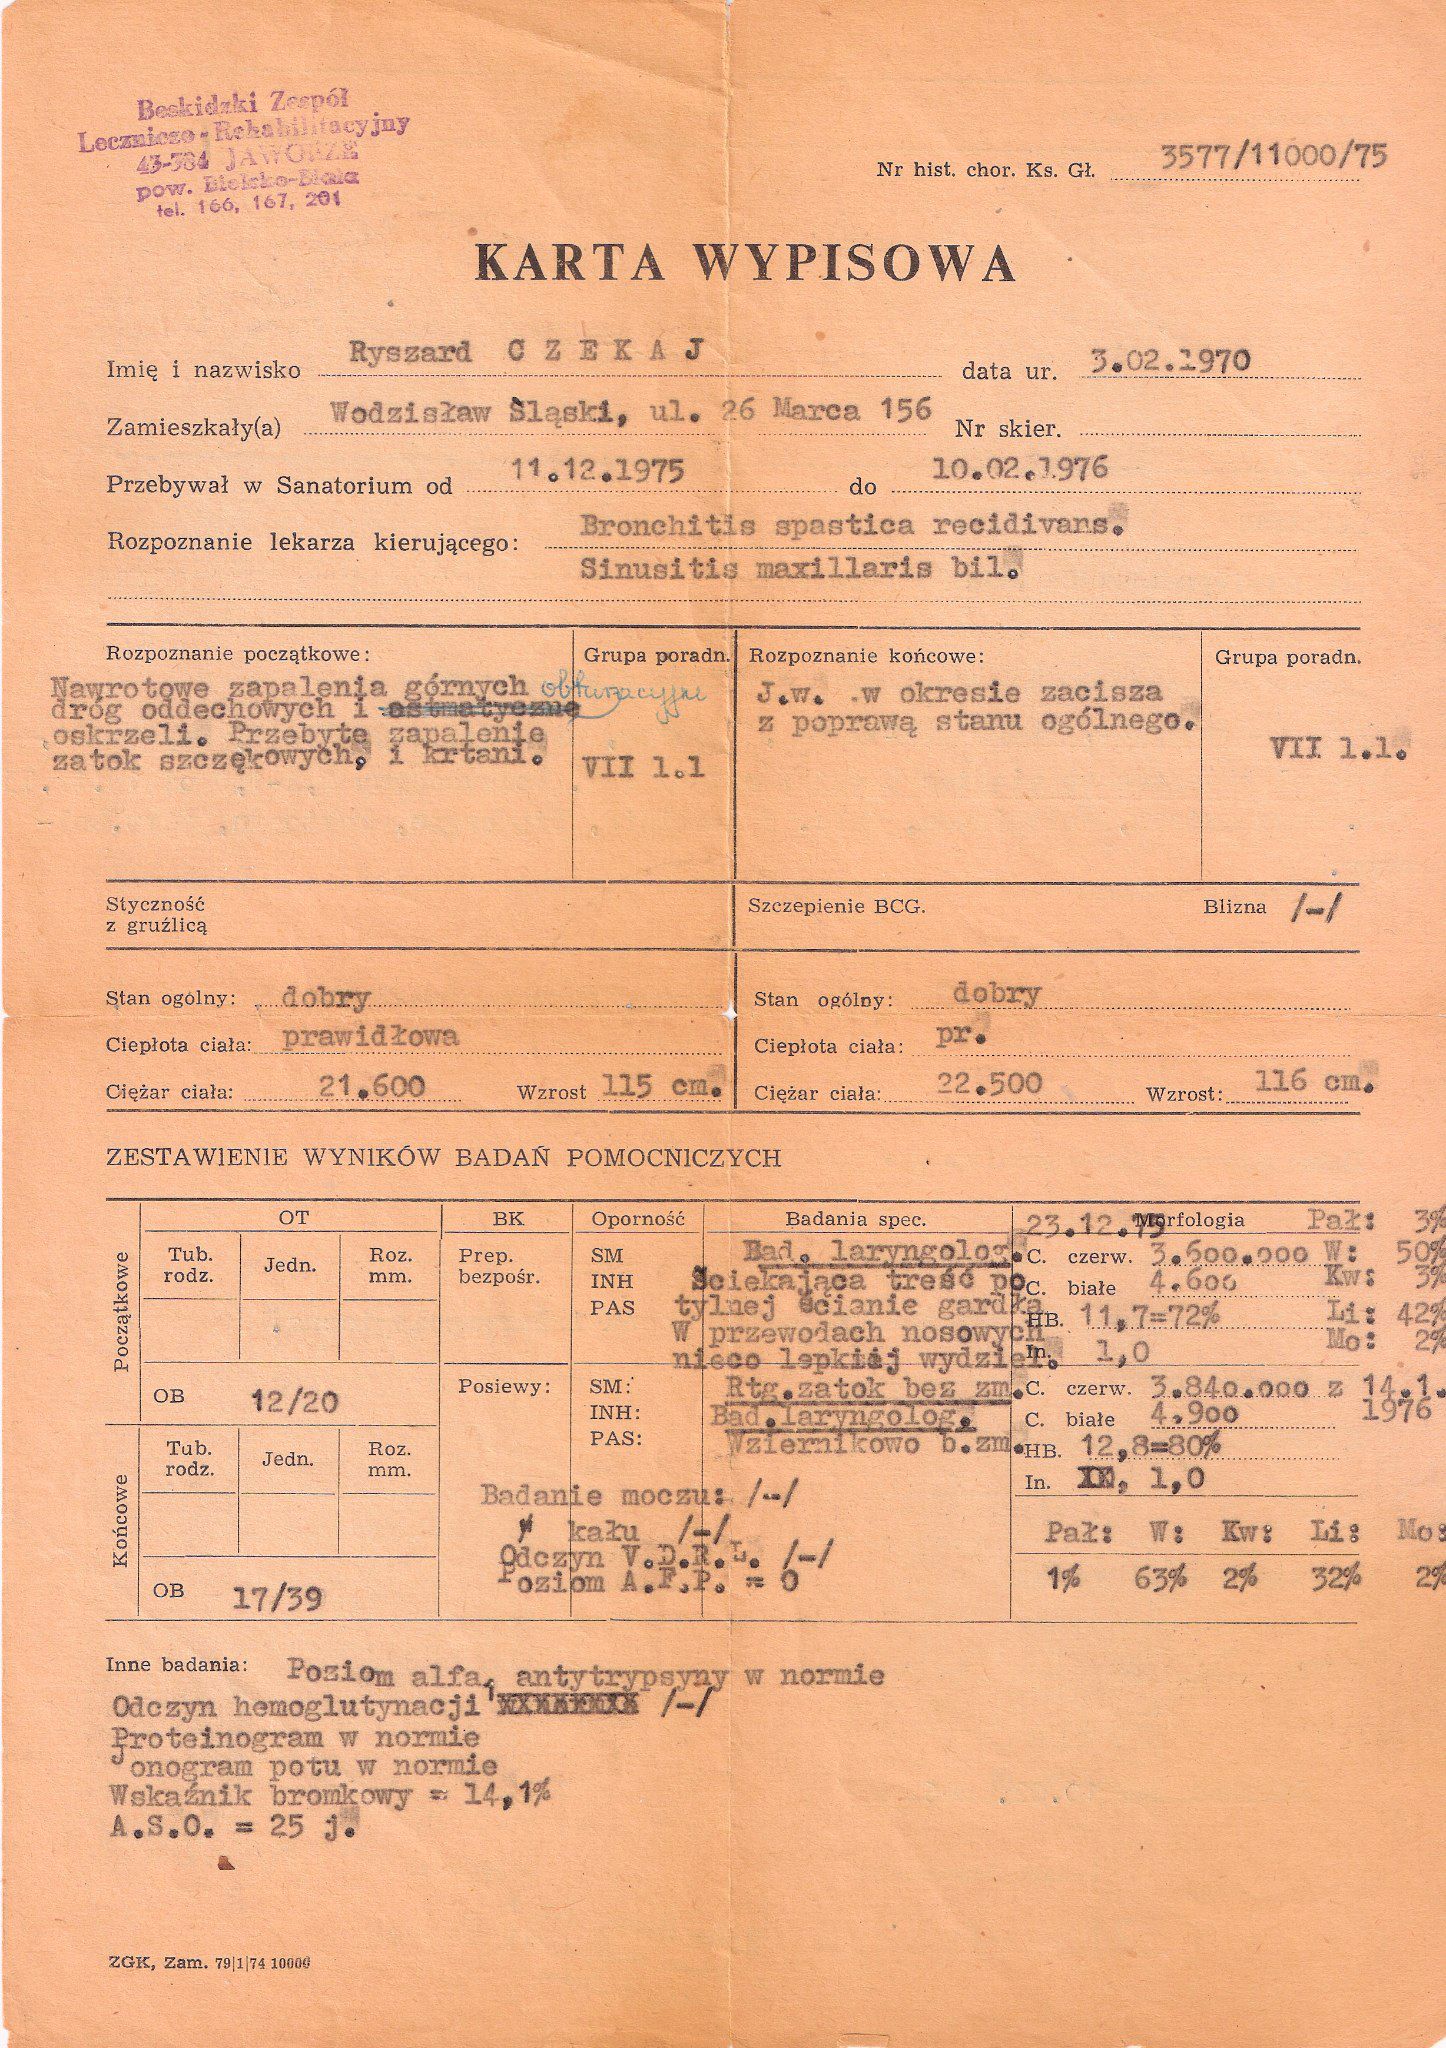 Beskidzki Zespół
Leczniczo-Rehabilitacyjny
43-384 JAWORZE
pow. Bielsko-Biała
tel. 166, 167, 201
Nr hist. chor. Ks. Gł. 3577/11000/75
KARTA WYPISOWA
Imię i nazwisko Ryszard C Z E K A J data ur. 3.02.1970
Zamieszkały(a) Wodzisław Śląski, ul. 26 Marca 156 Nr skier.
Przebywał w Sanatorium od 11.12.1975 do 10.02.1976
Rozpoznanie lekarza kierującego: Bronchitis spastica recidivans.
Sinusitis maxillaris bil.
Rozpoznanie początkowe: Grupa poradn. Rozpoznanie końcowe: Grupa poradn.
Nawrotowe zapalenia górnych obturacyjne
dróg oddechowych i astmatyczne
oskrzeli. Przebyte zapalenie
zatok szczękowych, i krtani.
VII 1.1
J.w. .w okresie zacisza
z poprawą stanu ogólnego.
VII 1.1.
Styczność
z gruźlicą
Szczepienie BCG. Blizna /-/
Stan ogólny: dobry
Ciepłota ciała: prawidłowa
Ciężar ciała: 21.600 Wzrost 115 cm.
Stan ogólny: dobry
Ciepłota ciała: pr.
Ciężar ciała: 22.500 Wzrost: 116 cm.
ZESTAWIENIE WYNIKÓW BADAŃ POMOCNICZYCH
OT BK Oporność Badania spec. 23.12.75 Morfologia
Początkowe
Tub. rodz. Jedn. Roz. mm.
OB 12/20
Końcowe
Tub. rodz. Jedn. Roz. mm.
OB 17/39
Prep.
bezpośr.
Posiewy:
SM
INH
PAS
SM:
INH:
PAS:
Bad. laryngolog.
Ściekająca treść po
tylnej ścianie gardła
W przewodach nosowych
nieco lepkiej wydziel.
Rtg.zatok bez zm.
Bad.laryngolog.
Wziernikowo b.zm.
Badanie moczu: /-/
" kału /-/
Odczyn V.D.R.L. /-/
Poziom A.F.P. = 0
Pał: 3%
C. czerw. 3.600.000 W: 50%
C. białe 4.600 Kw: 3%
HB. 11,7=72% Li: 42%
In. 1,0 Mo: 2%
C. czerw. 3.840.000 z 14.1.
C. białe 4.900 1976
HB. 12,8=80%
In. 1,0
Pał: W: Kw: Li: Mo:
1% 63% 2% 32% 2%
Inne badania: Poziom alfa1 antytrypsyny w normie
Odczyn hemoglutynacji /-/
Proteinogram w normie
Jonogram potu w normie
Wskaźnik bromkowy = 14,1%
A.S.O. = 25 j.
ZGK, Zam. 79|1|74 10000